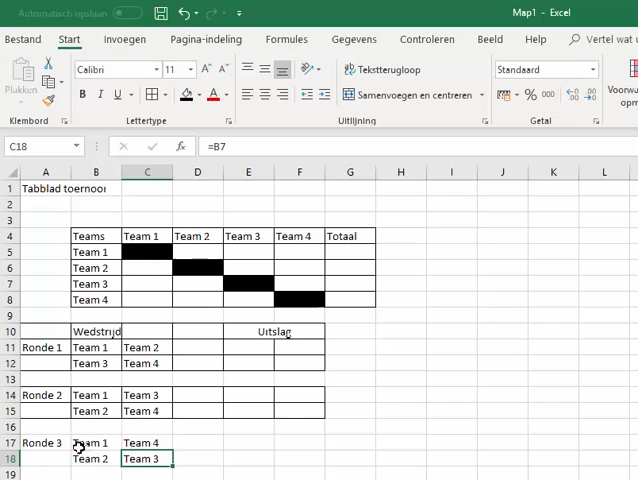 Automatisch opslaan Map1 - Excel
Bestand Start Invoegen Pagina-indeling Formules Gegevens Controleren Beeld Help Vertel wat u
Plakken Calibri 11 Tekstterugloop Standaard
B I U A Samenvoegen en centreren % 000 Voorwa
Klembord Lettertype Uitlijning Getal
C18 fx =B7
A B C D E F G H I J K L
1 Tabblad toernooi
2
3
4 Teams Team 1 Team 2 Team 3 Team 4 Totaal
5 Team 1
6 Team 2
7 Team 3
8 Team 4
9
10 Wedstrijd Uitslag
11 Ronde 1 Team 1 Team 2
12 Team 3 Team 4
13
14 Ronde 2 Team 1 Team 3
15 Team 2 Team 4
16
17 Ronde 3 Team 1 Team 4
18 Team 2 Team 3
19